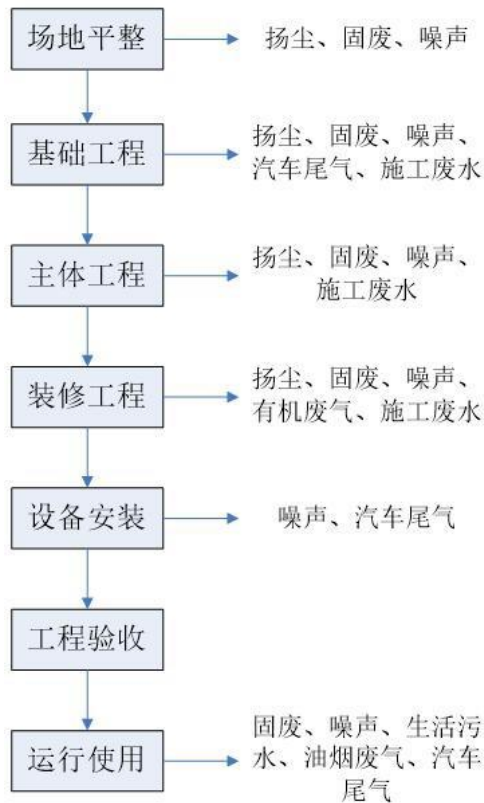 场地平整
扬尘、固废、噪声
基础工程
扬尘、固废、噪声、
汽车尾气、施工废水
主体工程
扬尘、固废、噪声、
施工废水
装修工程
扬尘、固废、噪声、
有机废气、施工废水
设备安装
噪声、汽车尾气
工程验收
运行使用
固废、噪声、生活污
水、油烟废气、汽车
尾气